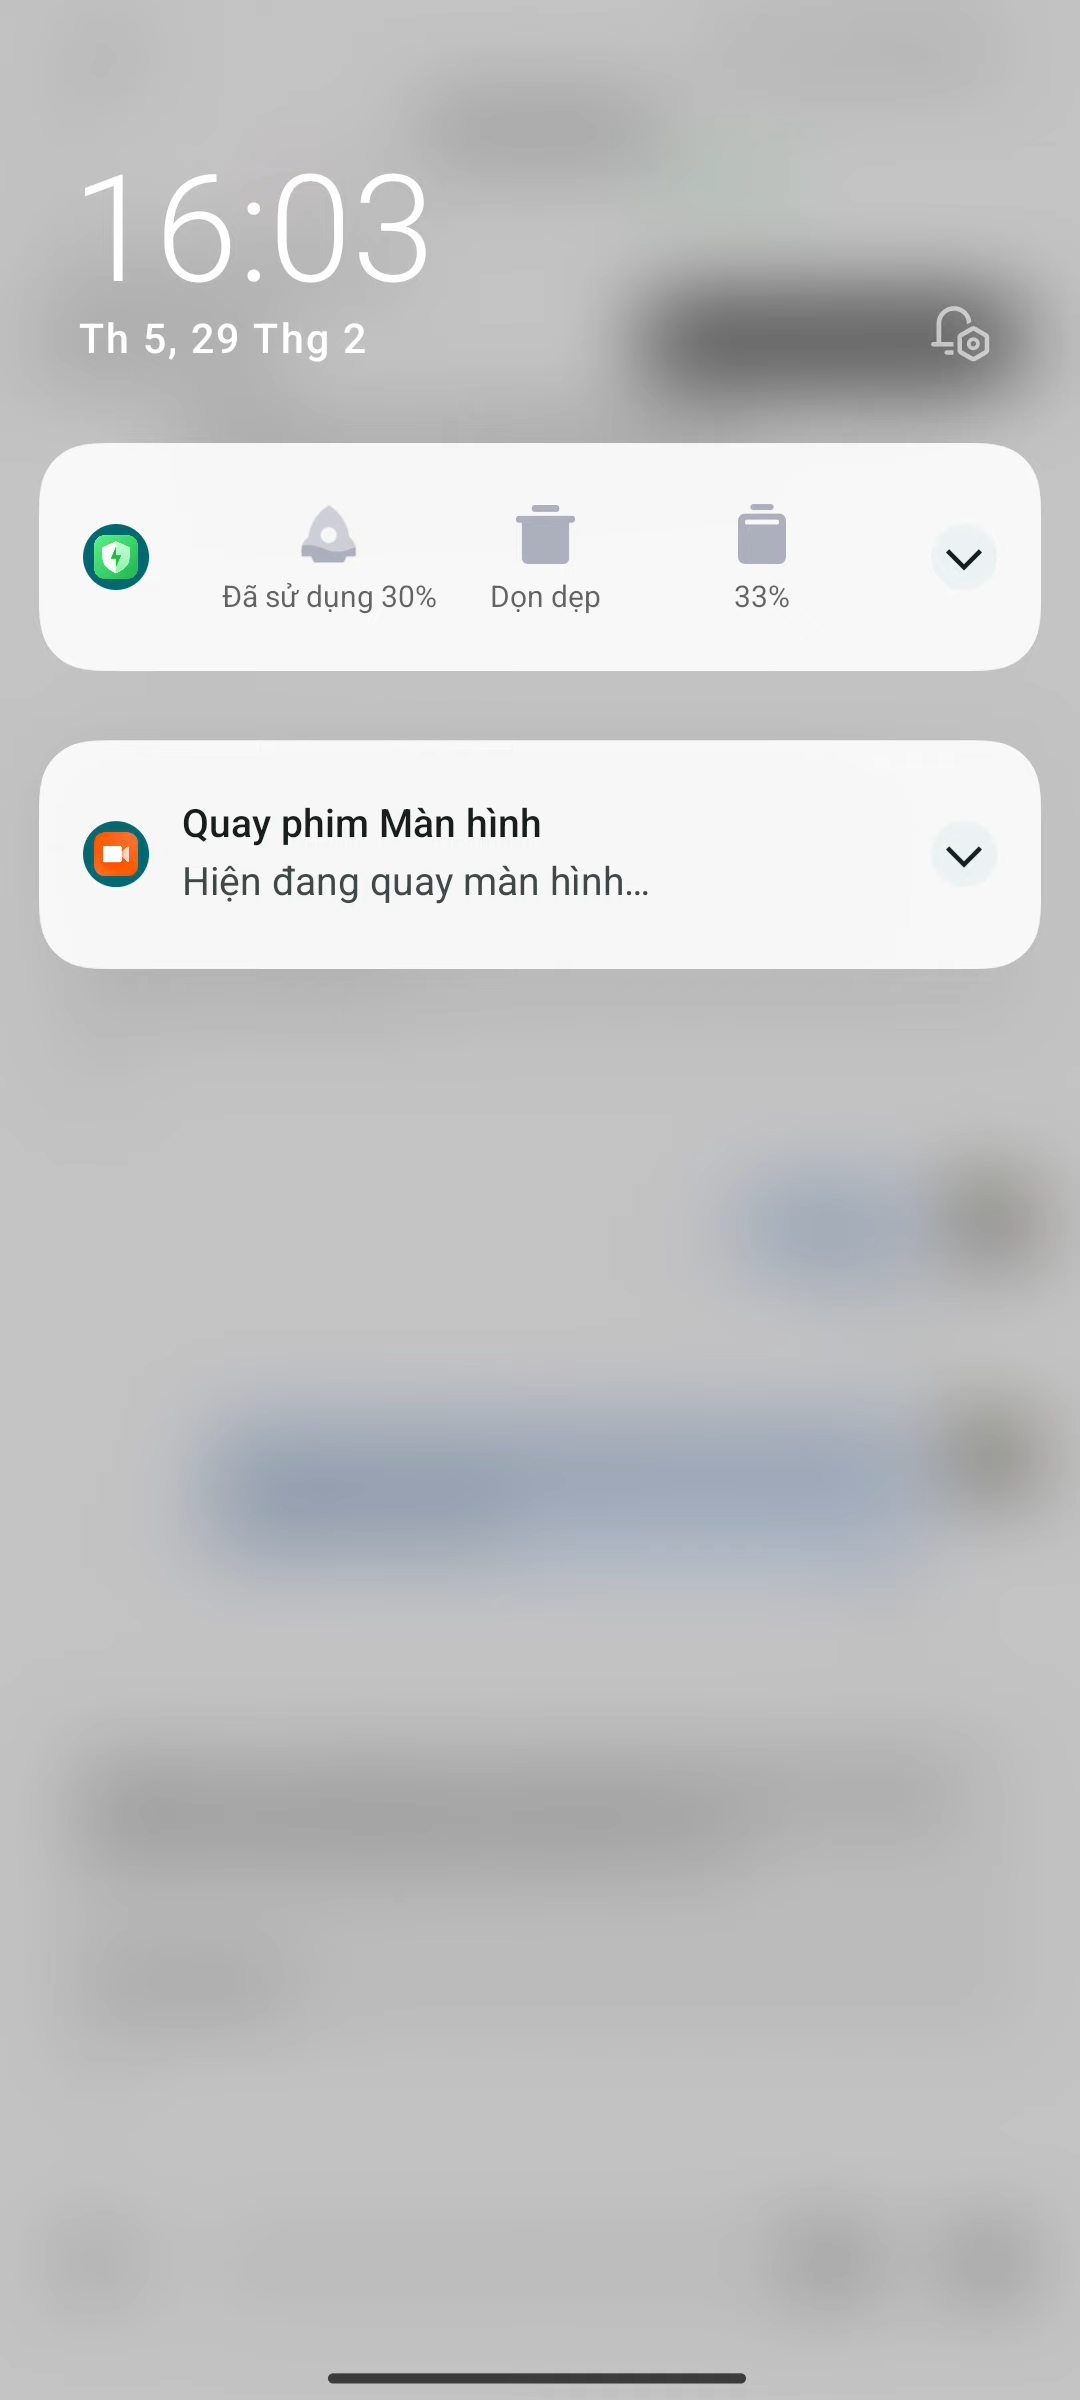 16:03
Th 5, 29 Thg 2
Đã sử dụng 30%
Dọn dẹp
33%
Quay phim Màn hình
Hiện đang quay màn hình...